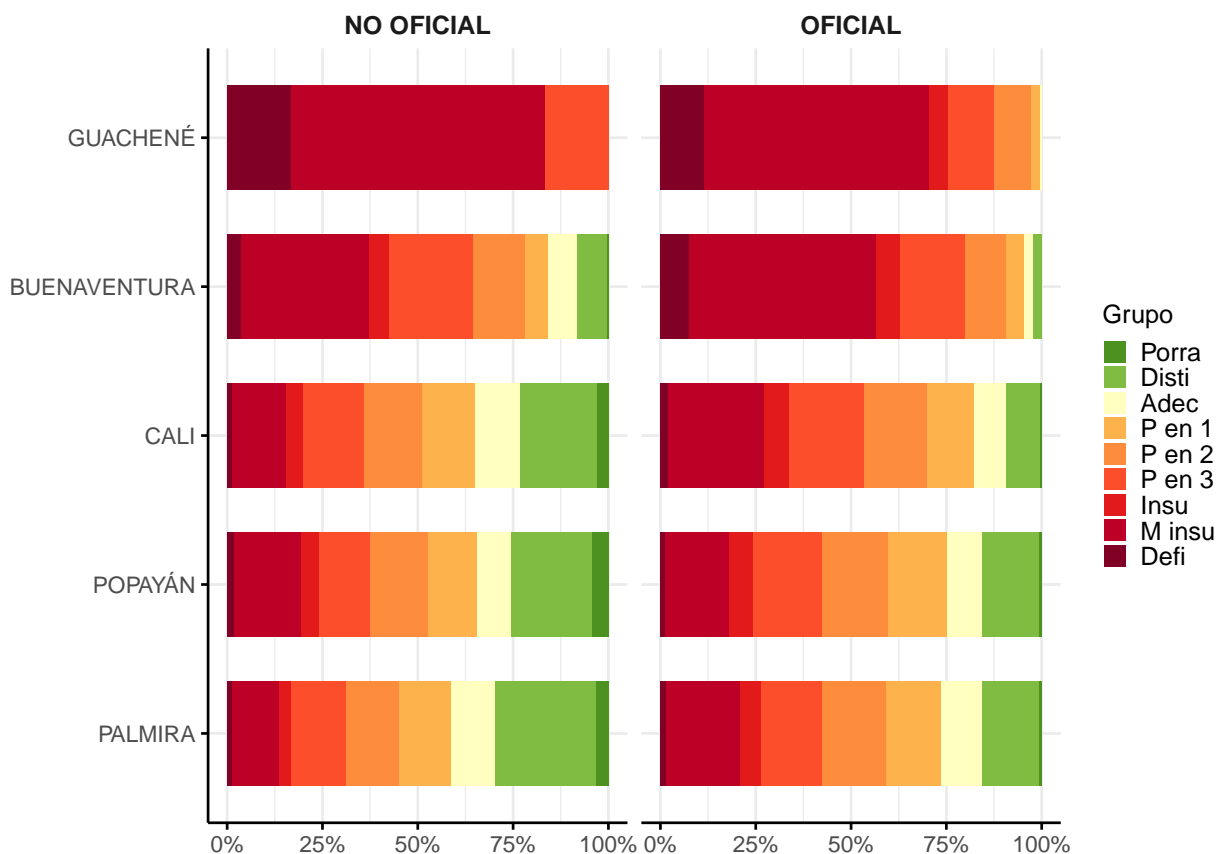 NO OFICIAL
OFICIAL
GUACHENÉ
BUENAVENTURA
CALI
POPAYÁN
PALMIRA
0% 25% 50% 75% 100% 0% 25% 50% 75% 100%
Grupo
Porra
Disti
Adec
P en 1
P en 2
P en 3
Insu
M insu
Defi